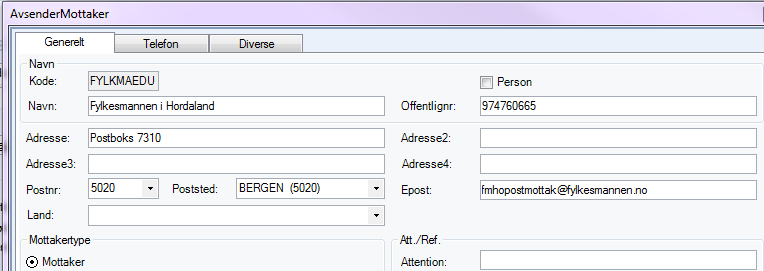 AvsenderMottaker
Generelt Telefon Diverse
Navn
Kode: FYLKMAEDU Person
Navn: Fylkesmannen i Hordaland Offentlignr: 974760665
Adresse: Postboks 7310 Adresse2:
Adresse3: Adresse4:
Postnr: 5020 Poststed: BERGEN (5020) Epost: fmhopostmottak@fylkesmannen.no
Land:
Mottakertype Att./Ref.
Mottaker Attention: